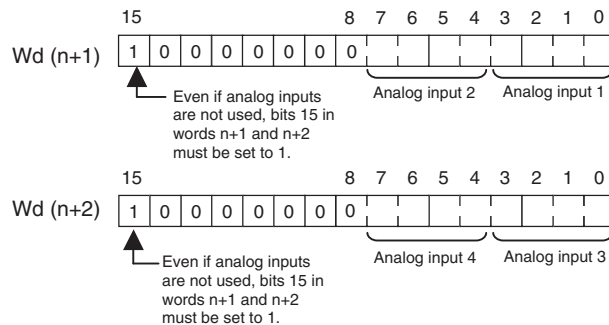 15 8 7 6 5 4 3 2 1 0
Wd (n+1) 1 0 0 0 0 0 0 0
Analog input 2 Analog input 1
Even if analog inputs
are not used, bits 15 in
words n+1 and n+2
must be set to 1.
15 8 7 6 5 4 3 2 1 0
Wd (n+2) 1 0 0 0 0 0 0 0
Analog input 4 Analog input 3
Even if analog inputs
are not used, bits 15 in
words n+1 and n+2
must be set to 1.